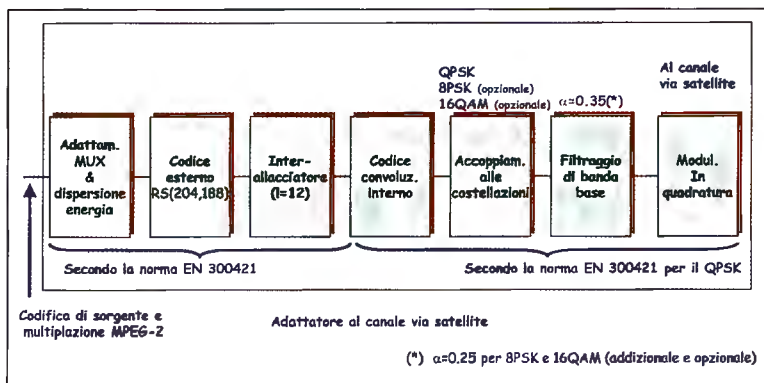 QPSK
8PSK (opzionale)
16QAM (opzionale)
α=0.35(*)
Al canale
via satellite
Adattam.
MUX
&
dispersione
energia
Codice
esterno
RS(204,188)
Inter-
allacciatore
(I=12)
Codice
convoluz.
interno
Accoppiam.
alle
costellazioni
Filtraggio
di banda
base
Modul.
In
quadratura
Secondo la norma EN 300421
Secondo la norma EN 300421 per il QPSK
Codifica di sorgente e
multiplazione MPEG-2
Adattatore al canale via satellite
(*) α=0.25 per 8PSK e 16QAM (addizionale e opzionale)